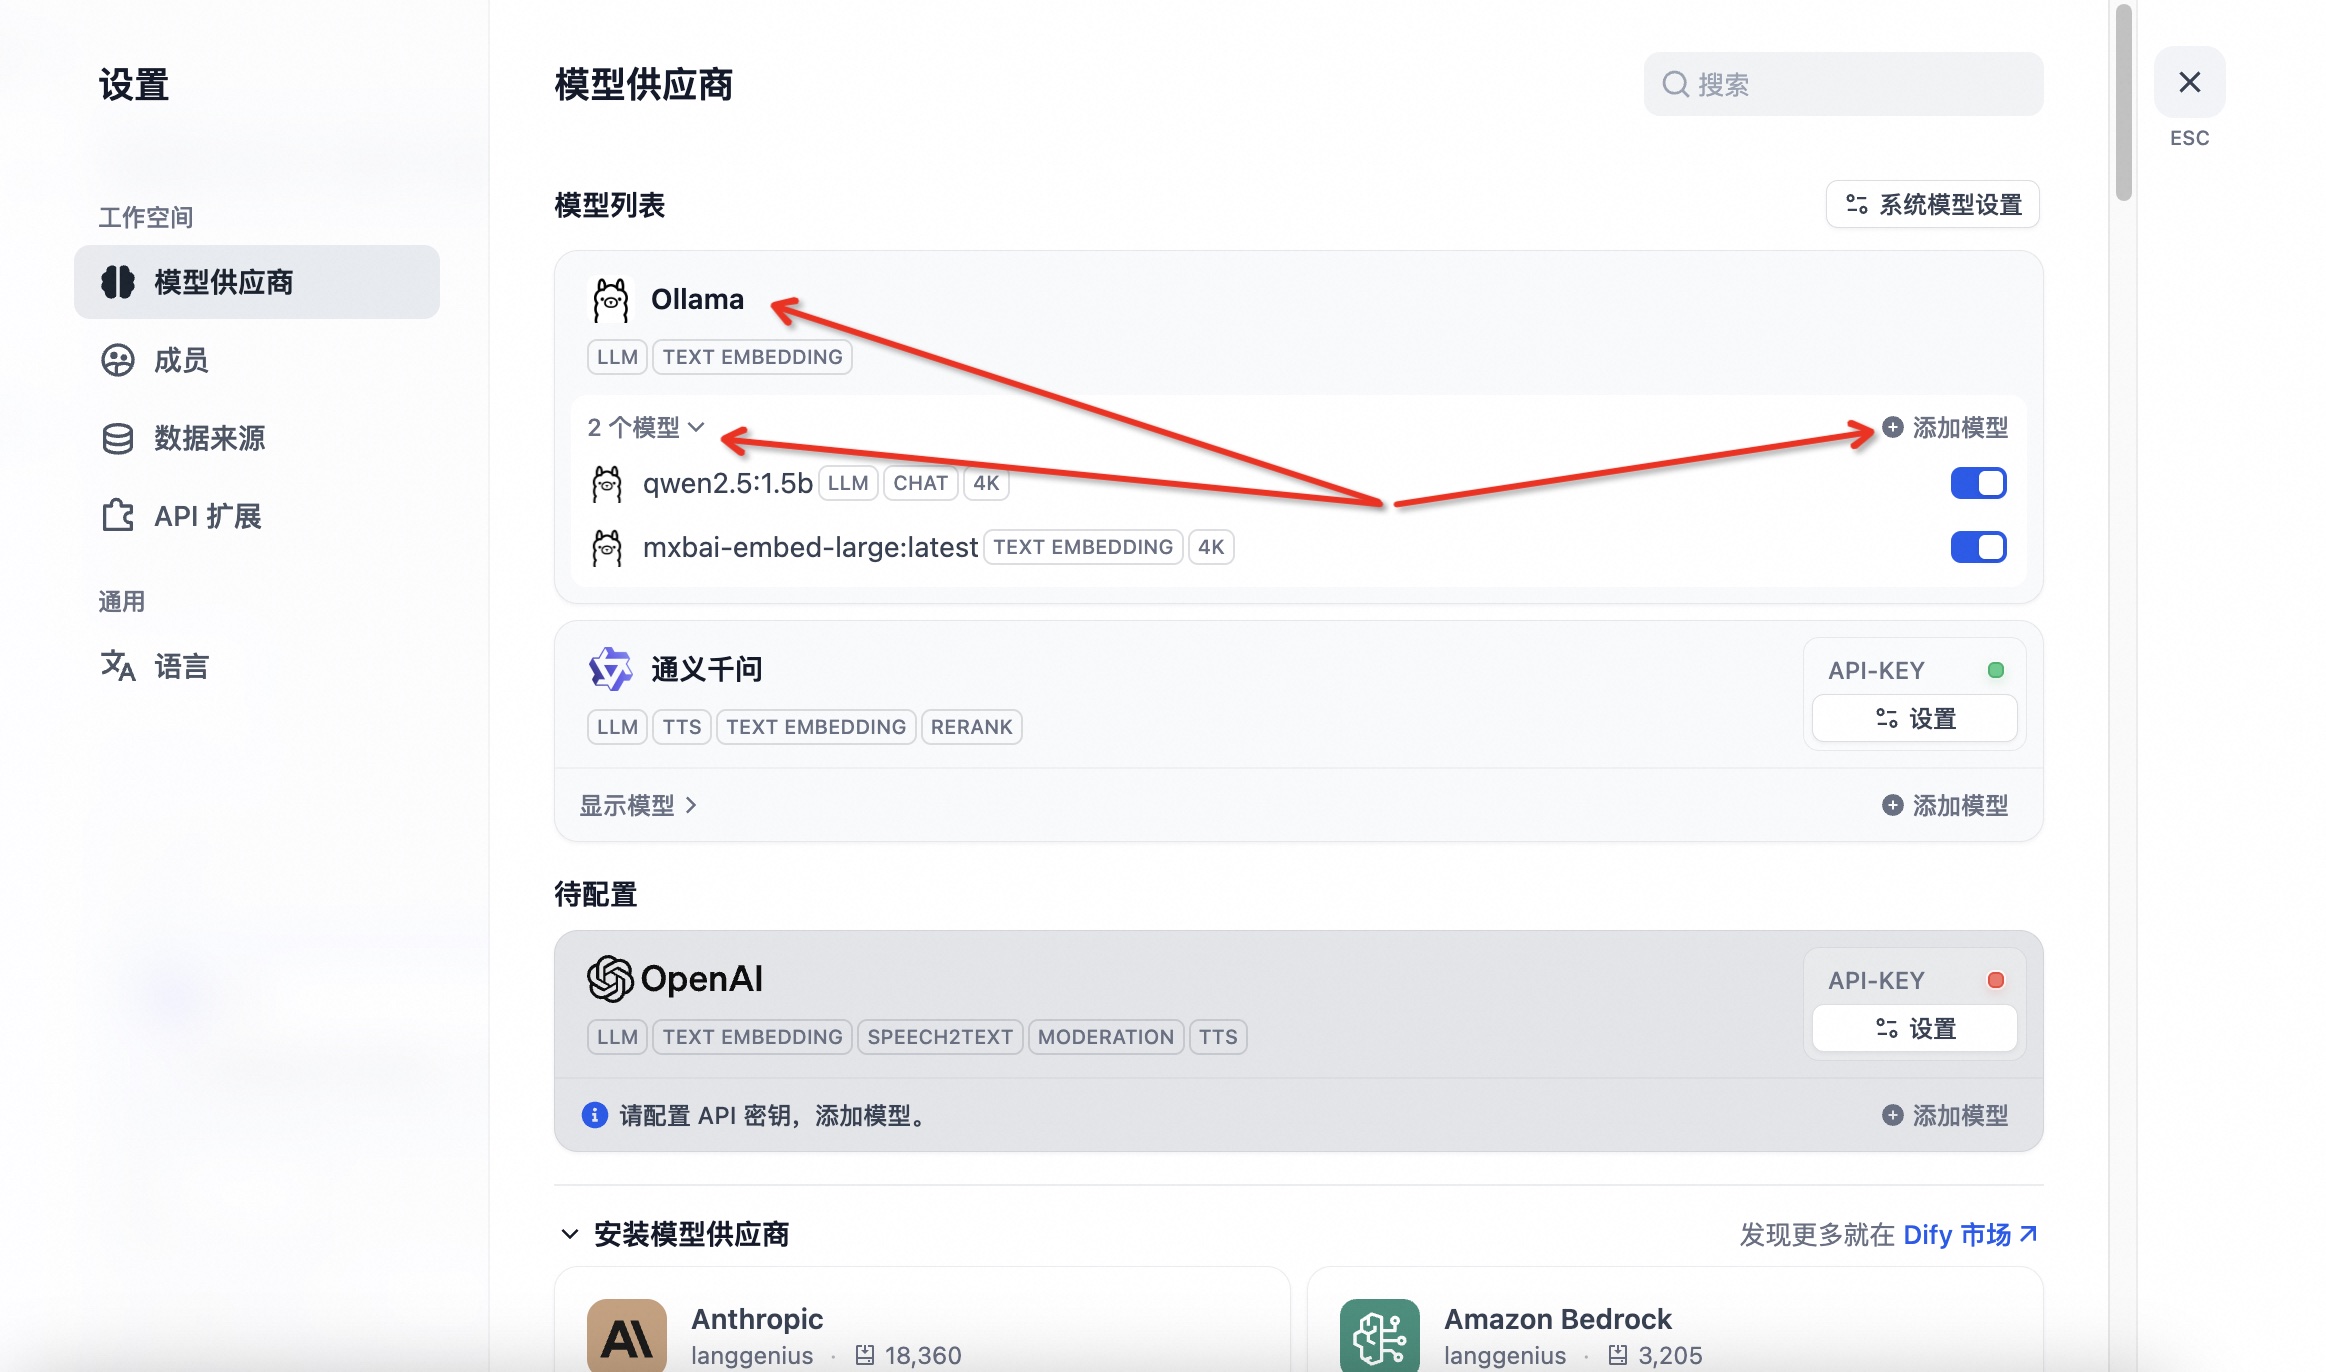 设置
工作空间
模型供应商
成员
数据来源
API 扩展
通用
语言
模型供应商
搜索
ESC
模型列表
系统模型设置
Ollama
LLM TEXT EMBEDDING
2 个模型
添加模型
qwen2.5:1.5b LLM CHAT 4K
mxbai-embed-large:latest TEXT EMBEDDING 4K
通义千问
API-KEY
设置
LLM TTS TEXT EMBEDDING RERANK
显示模型
添加模型
待配置
OpenAI
API-KEY
设置
LLM TEXT EMBEDDING SPEECH2TEXT MODERATION TTS
请配置 API 密钥，添加模型。
添加模型
安装模型供应商
发现更多就在 Dify 市场
Anthropic
langgenius · 18,360
Amazon Bedrock
langgenius · 3,205